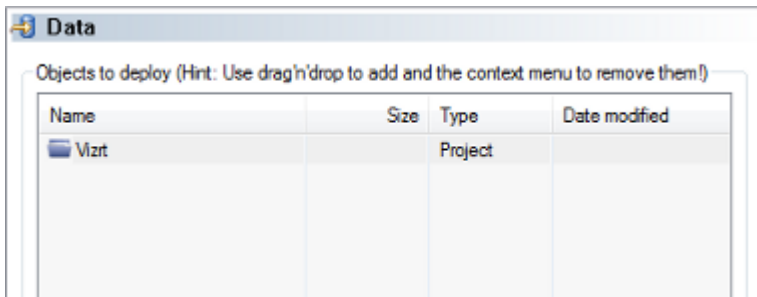 Data
Objects to deploy (Hint: Use drag'n'drop to add and the context menu to remove them!)
Name Size Type Date modified
Vizrt Project